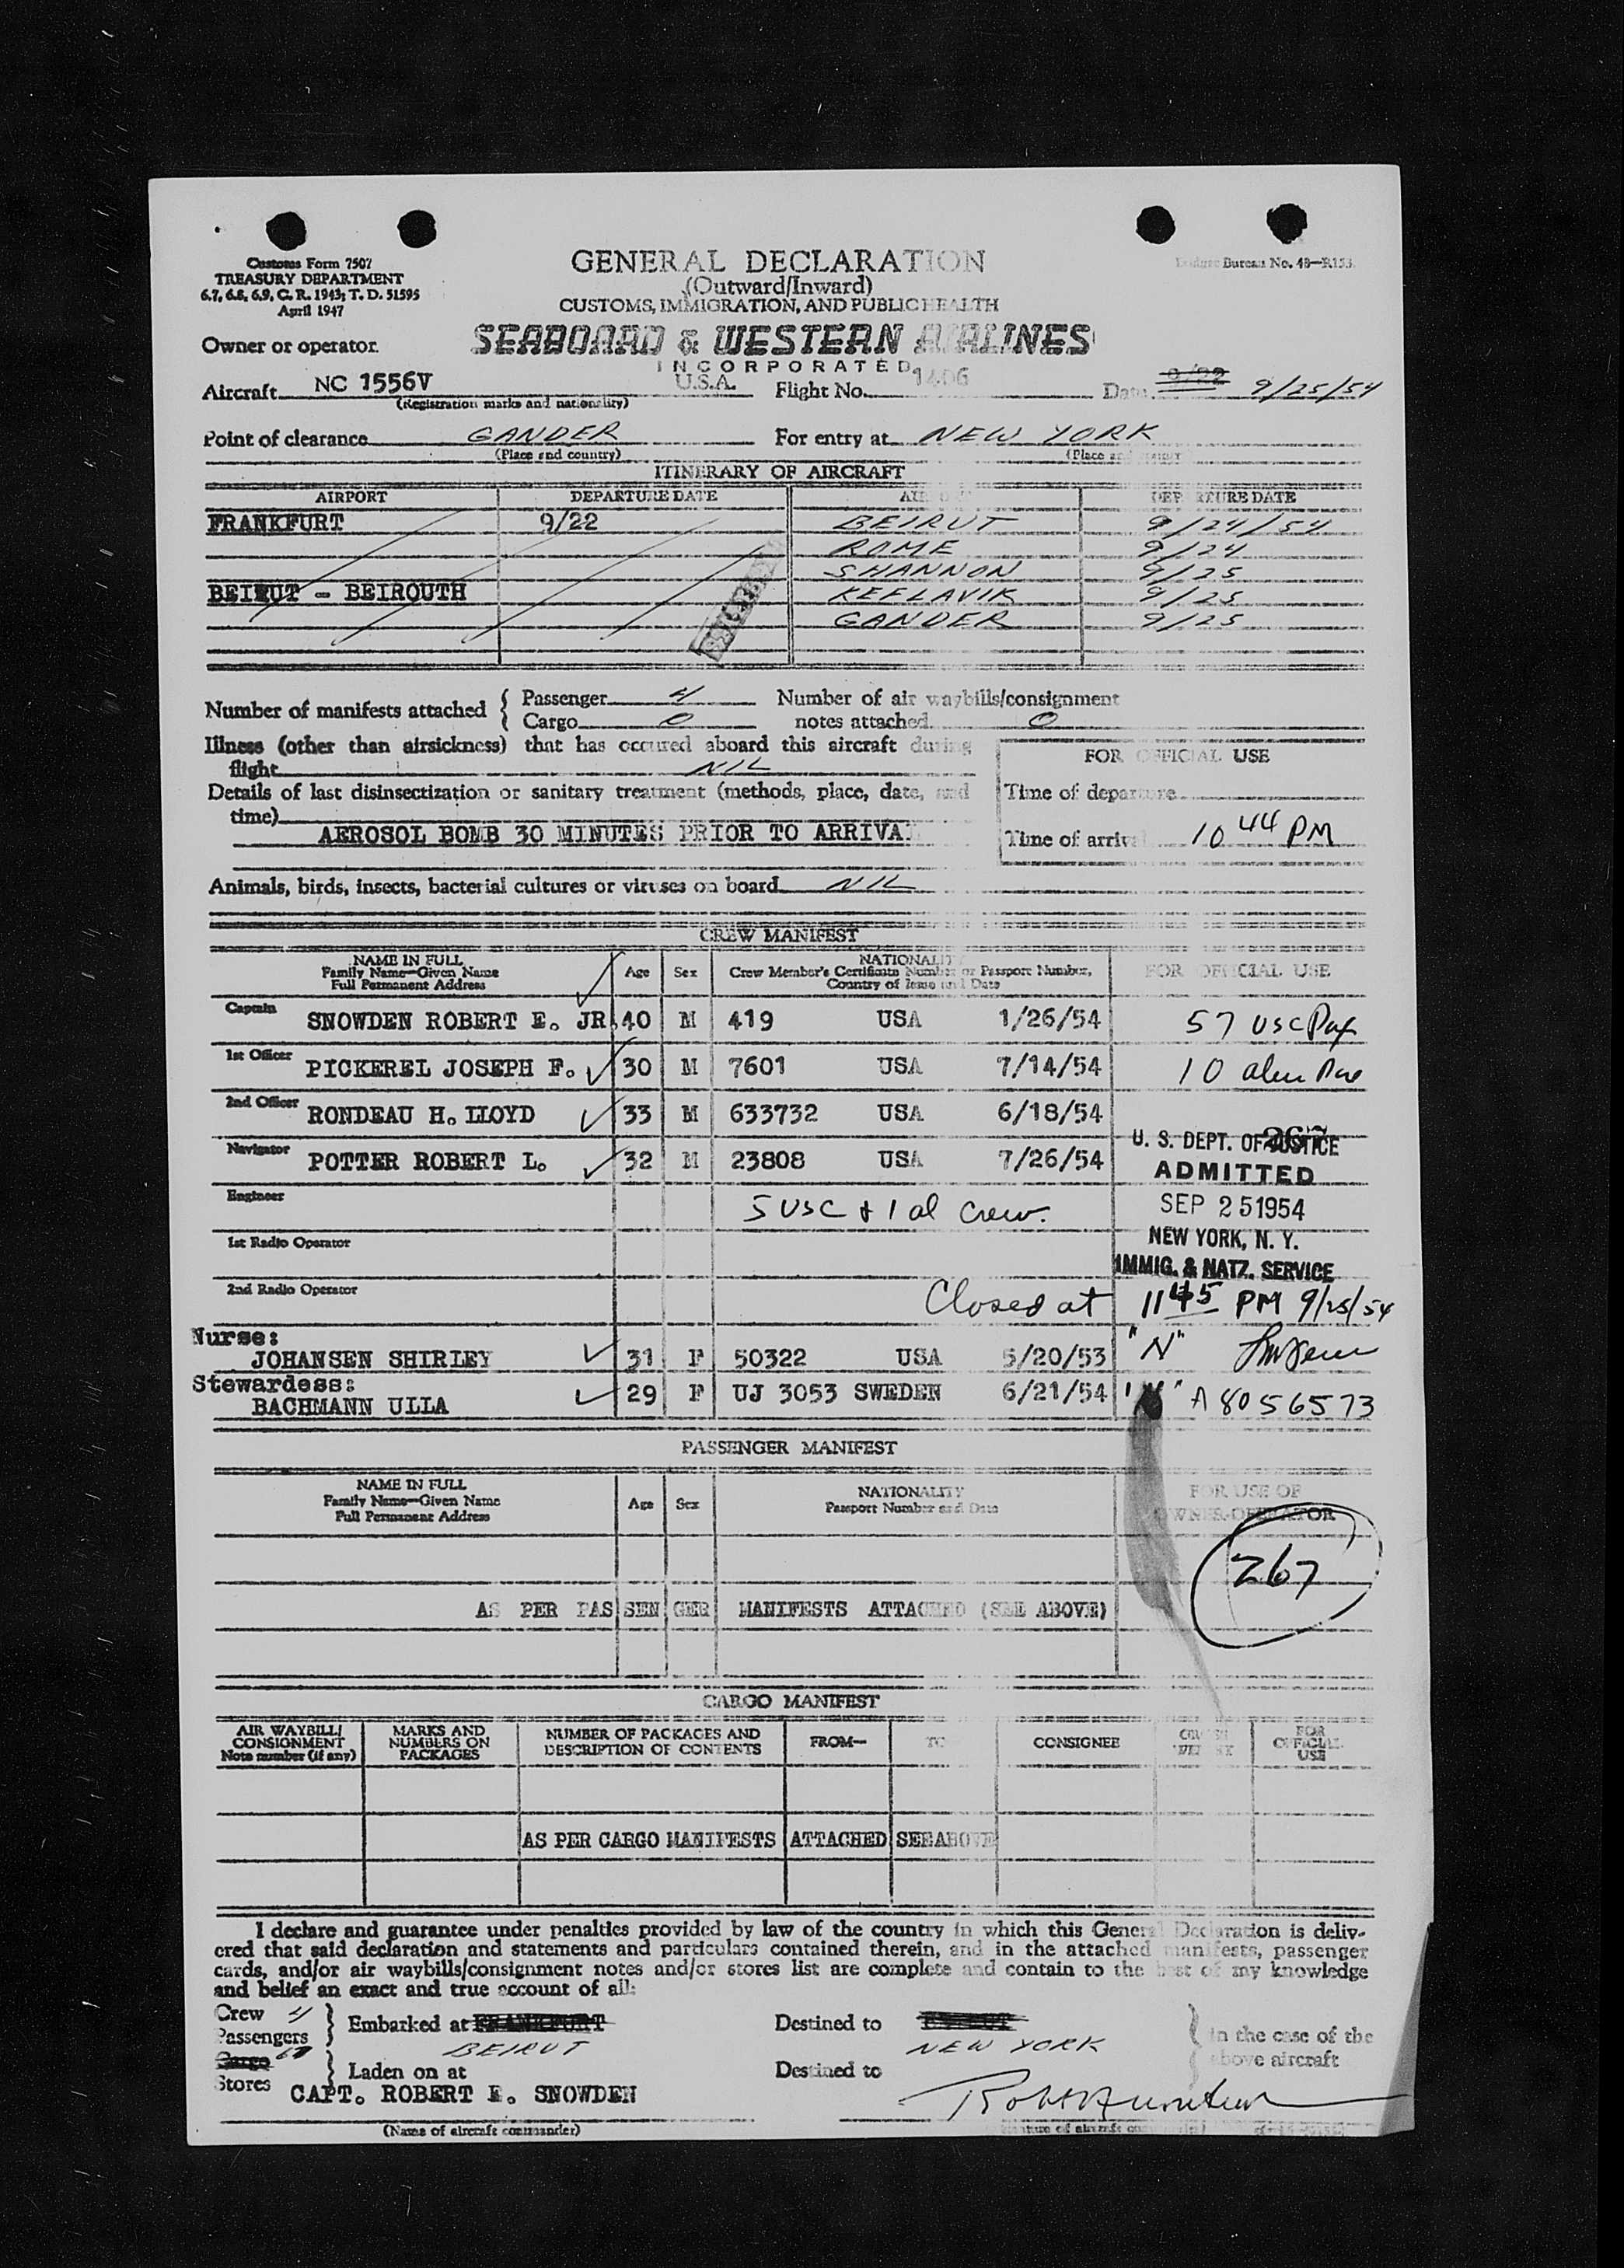 Customs Form 7507
TREASURY DEPARTMENT
6.7, 6.8, 6.9, C. R. 1943; T. D. 51595
April 1947
GENERAL DECLARATION
(Outward/Inward)
CUSTOMS, IMMIGRATION, AND PUBLIC HEALTH
Bureau No. 48—R153.
Owner or operator
SEABOARD & WESTERN AIRLINES
INCORPORATED
Aircraft NC 1556V U.S.A. Flight No. 1406 Date 9/22 9/25/54
(Registration marks and nationality)
Point of clearance GANDER For entry at NEW YORK
(Place and country) (Place and
ITINERARY OF AIRCRAFT
AIRPORT DEPARTURE DATE AIRPORT DEPARTURE DATE
FRANKFURT 9/22 BEIRUT 9/24/54
ROME 9/24
SHANNON 9/25
BEIRUT - BEIROUTH KEFLAVIK 9/25
GANDER 9/25
Number of manifests attached { Passenger 4 Number of air waybills/consignment
Cargo 0 notes attached 0
Illness (other than airsickness) that has occured aboard this aircraft during
flight NIL
FOR OFFICIAL USE
Details of last disinsectization or sanitary treatment (methods, place, date, and
time)
AEROSOL BOMB 30 MINUTES PRIOR TO ARRIVAL
Time of departure
Time of arrival 10 44 PM
Animals, birds, insects, bacterial cultures or viruses on board NIL
CREW MANIFEST
NAME IN FULL
Family Name—Given Name
Full Permanent Address
Age Sex
NATIONALITY
Crew Member's Certificate Number or Passport Number,
Country of Issue and Date
FOR OFFICIAL USE
Captain SNOWDEN ROBERT E. JR. 40 M 419 USA 1/26/54 57 USC Pax
1st Officer PICKEREL JOSEPH F. 30 M 7601 USA 7/14/54 10 alien Pax
2nd Officer RONDEAU H. LLOYD 33 M 633732 USA 6/18/54
Navigator POTTER ROBERT L. 32 M 23808 USA 7/26/54
U. S. DEPT. OF JUSTICE
267
ADMITTED
SEP 25 1954
NEW YORK, N. Y.
IMMIG. & NATZ. SERVICE
Engineer 5 USC & 1 al Crew.
1st Radio Operator
2nd Radio Operator Closed at 11 45 PM 9/25/54
Nurse:
JOHANSEN SHIRLEY 31 F 50322 USA 5/20/53 "N"
Stewardess:
BACHMANN ULLA 29 F UJ 3053 SWEDEN 6/21/54 A 8056573
PASSENGER MANIFEST
NAME IN FULL
Family Name—Given Name
Full Permanent Address
Age Sex
NATIONALITY
Passport Number and Date
FOR USE OF
OWNER-OPERATOR
267
AS PER PASSENGER MANIFESTS ATTACHED (SEE ABOVE)
CARGO MANIFEST
AIR WAYBILL/
CONSIGNMENT
Note number (if any)
MARKS AND
NUMBERS ON
PACKAGES
NUMBER OF PACKAGES AND
DESCRIPTION OF CONTENTS
FROM—
TO
CONSIGNEE
GROSS
WEIGHT
FOR
OFFICIAL
USE
AS PER CARGO MANIFESTS ATTACHED SEE ABOVE
I declare and guarantee under penalties provided by law of the country in which this General Declaration is deliv-
ered that said declaration and statements and particulars contained therein, and in the attached manifests, passenger
cards, and/or air waybills/consignment notes and/or stores list are complete and contain to the best of my knowledge
and belief an exact and true account of all:
Crew 4
Passengers
} Embarked at FRANKFURT
BEIRUT
Destined to BEIRUT
NEW YORK
In the case of the
above aircraft
Cargo 67
Stores
} Laden on at
Destined to
CAPT. ROBERT E. SNOWDEN
(Name of aircraft commander)